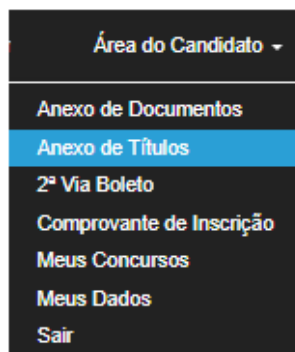 Área do Candidato
Anexo de Documentos
Anexo de Títulos
2ª Via Boleto
Comprovante de Inscrição
Meus Concursos
Meus Dados
Sair